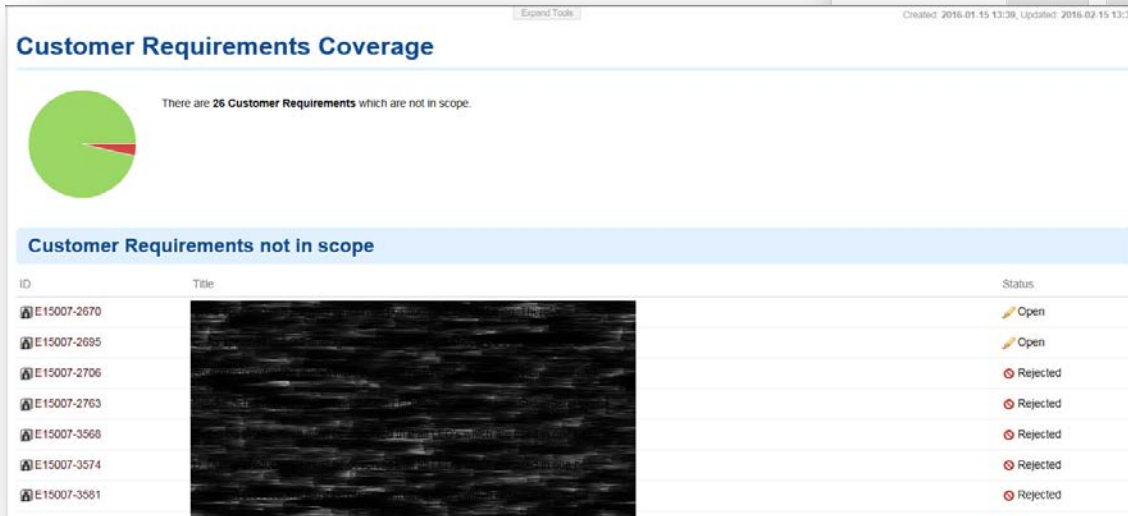 Expand Tools
Created: 2016-01-15 13:39, Updated: 2016-02-15 13:3
Customer Requirements Coverage
There are 26 Customer Requirements which are not in scope.
Customer Requirements not in scope
ID Title Status
E15007-2670 Open
E15007-2695 Open
E15007-2706 Rejected
E15007-2763 Rejected
E15007-3568 Rejected
E15007-3574 Rejected
E15007-3581 Rejected